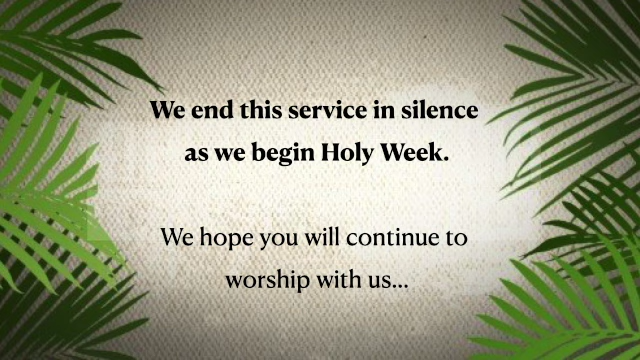 We end this service in silence
as we begin Holy Week.
We hope you will continue to
worship with us...